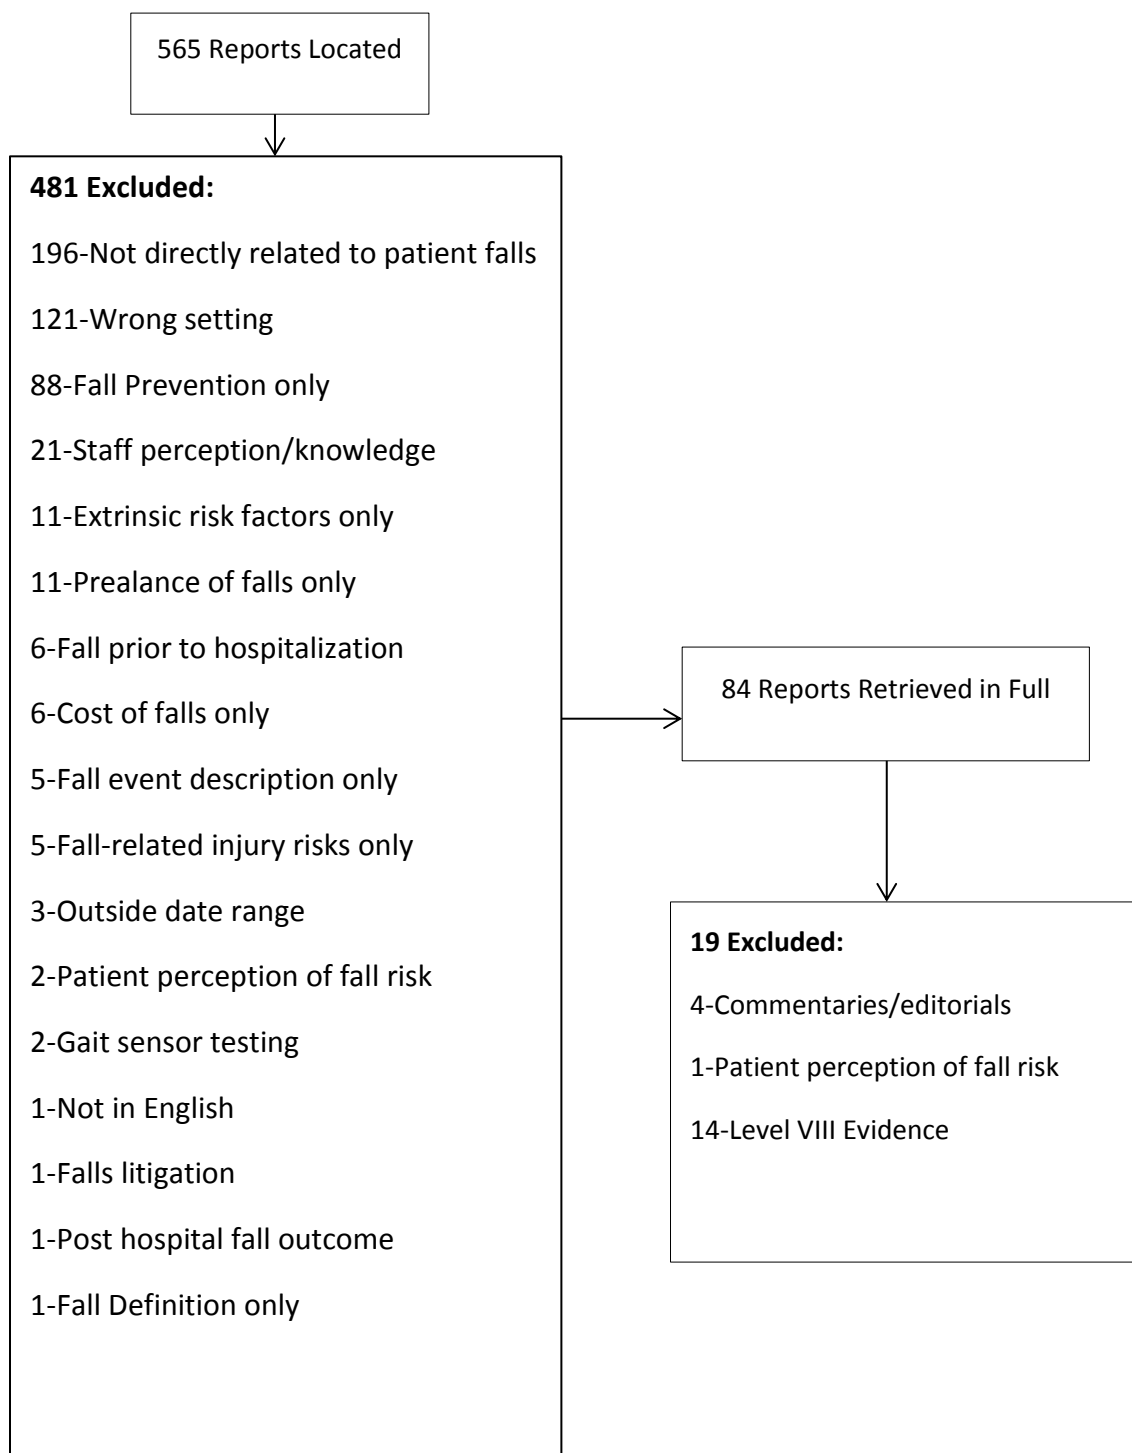 565 Reports Located
481 Excluded:
196-Not directly related to patient falls
121-Wrong setting
88-Fall Prevention only
21-Staff perception/knowledge
11-Extrinsic risk factors only
11-Prealance of falls only
6-Fall prior to hospitalization
6-Cost of falls only
5-Fall event description only
5-Fall-related injury risks only
3-Outside date range
2-Patient perception of fall risk
2-Gait sensor testing
1-Not in English
1-Falls litigation
1-Post hospital fall outcome
1-Fall Definition only
84 Reports Retrieved in Full
19 Excluded:
4-Commentaries/editorials
1-Patient perception of fall risk
14-Level VIII Evidence